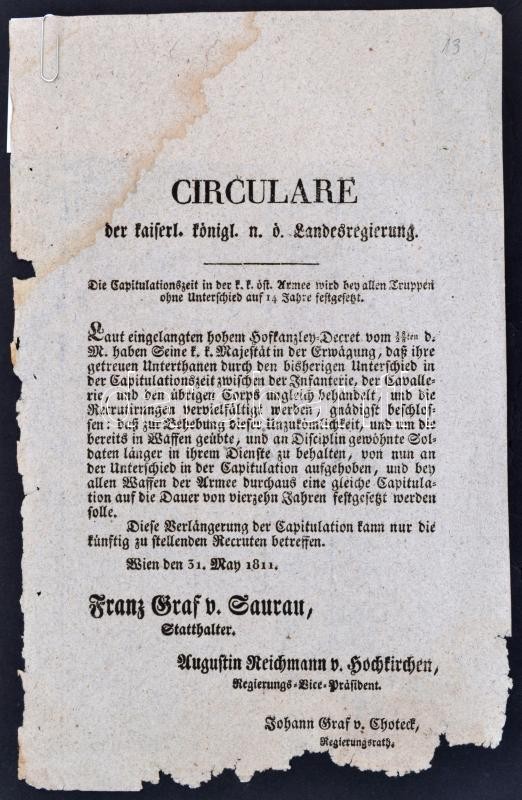 13
CIRCULARE
der kaiserl. königl. n. ö. Landesregierung.
Die Capitulationszeit in der k. k. öst. Armee wird bey allen Truppen
ohne Unterschied auf 14 Jahre festgesetzt.
Laut eingelangten hohem Hofkanzley-Decret vom d.
M. haben Seine k. k. Majestät in der Erwägung, daß ihre
getreuen Unterthanen durch den bisherigen Unterschied in
der Capitulationszeit zwischen der Infanterie, der Cavalle-
rie, und den übrigen Corps ungleich behandelt, und die
Rekrutirungen vervielfältigt werden, gnädigst beschlos-
sen: daß zur Behebung dieser Unzukömlichkeit, und um die
bereits in Waffen geübte, und an Disciplin gewöhnte Sol-
daten länger in ihrem Dienste zu behalten, von nun an
der Unterschied in der Capitulation aufgehoben, und bey
allen Waffen der Armee durchaus eine gleiche Capitula-
tion auf die Dauer von vierzehn Jahren festgesetzt werden
solle.
Diese Verlängerung der Capitulation kann nur die
künftig zu stellenden Recruten betreffen.
Wien den 31. May 1811.
Franz Graf v. Saurau,
Statthalter.
Augustin Reichmann v. Hochkirchen,
Regierungs-Vice-Präsident.
Johann Graf v. Choteck,
Regierungsrath.